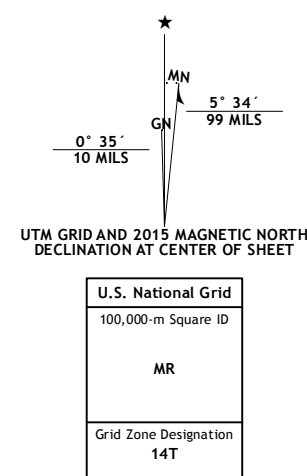 ★
MN
GN
5° 34´
99 MILS
0° 35´
10 MILS
UTM GRID AND 2015 MAGNETIC NORTH
DECLINATION AT CENTER OF SHEET
U.S. National Grid
100,000-m Square ID
MR
Grid Zone Designation
14T